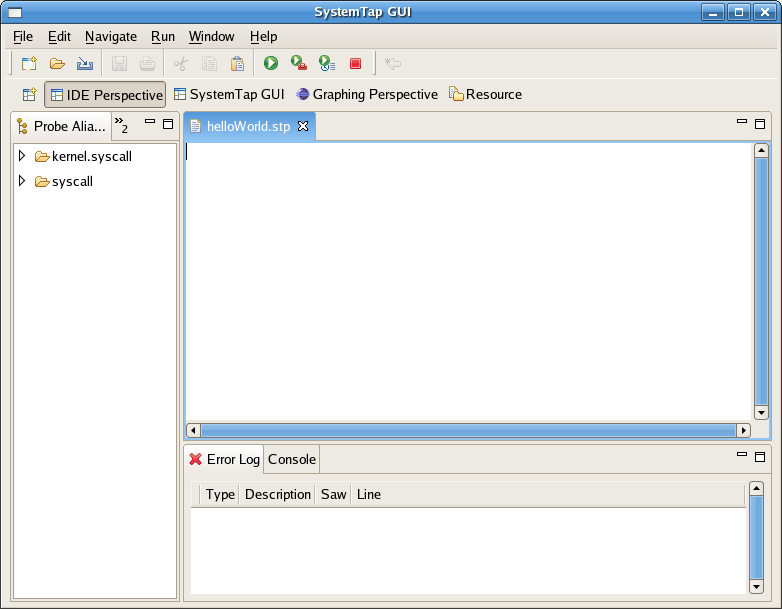 SystemTap GUI
File Edit Navigate Run Window Help
IDE Perspective SystemTap GUI Graphing Perspective Resource
Probe Alia... »2 helloWorld.stp
kernel.syscall
syscall
Error Log Console
Type Description Saw Line